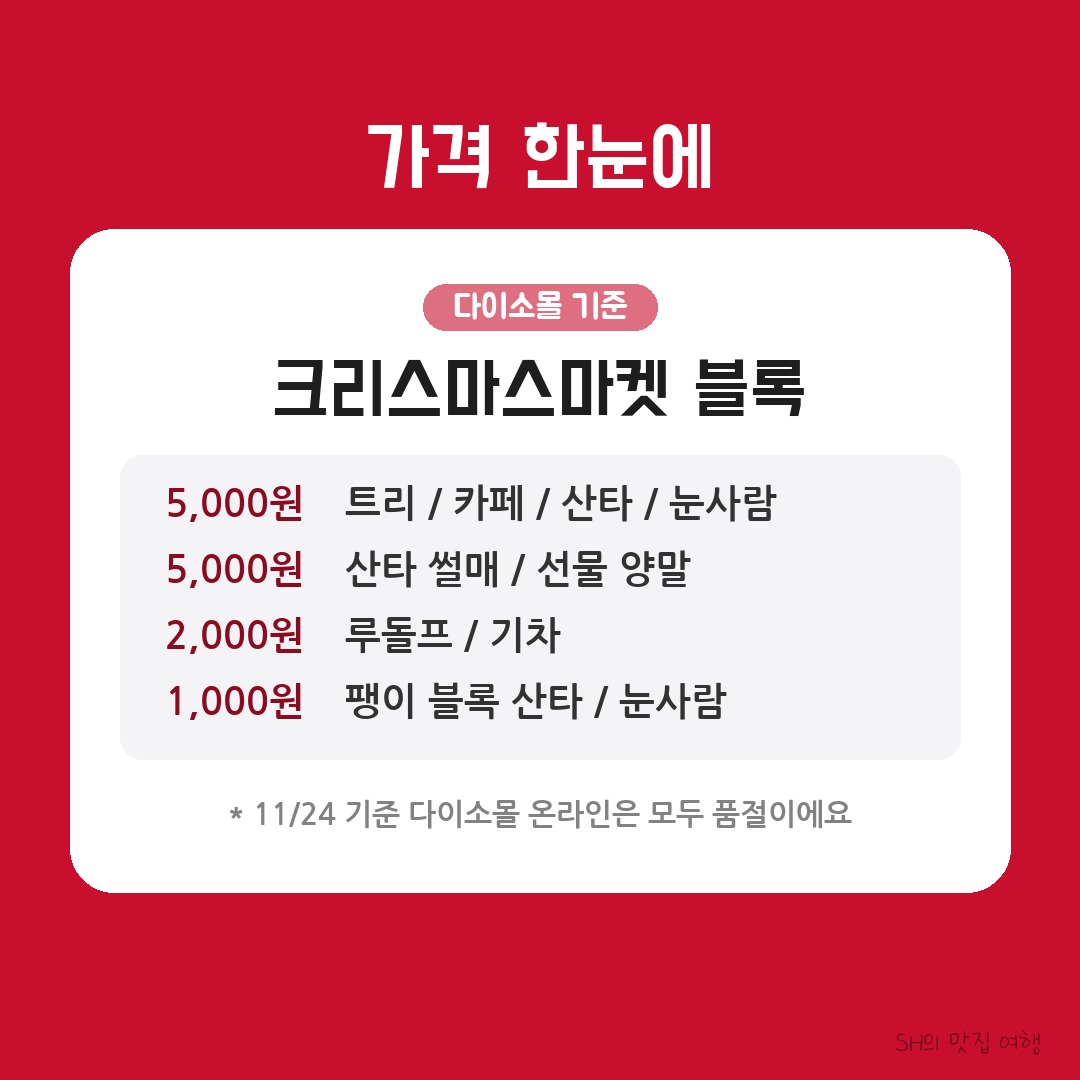 가격 한눈에
다이소몰 기준
크리스마스마켓 블록
5,000원 트리 / 카페 / 산타 / 눈사람
5,000원 산타 썰매 / 선물 양말
2,000원 루돌프 / 기차
1,000원 팽이 블록 산타 / 눈사람
* 11/24 기준 다이소몰 온라인은 모두 품절이에요
SH의 맛집 여행